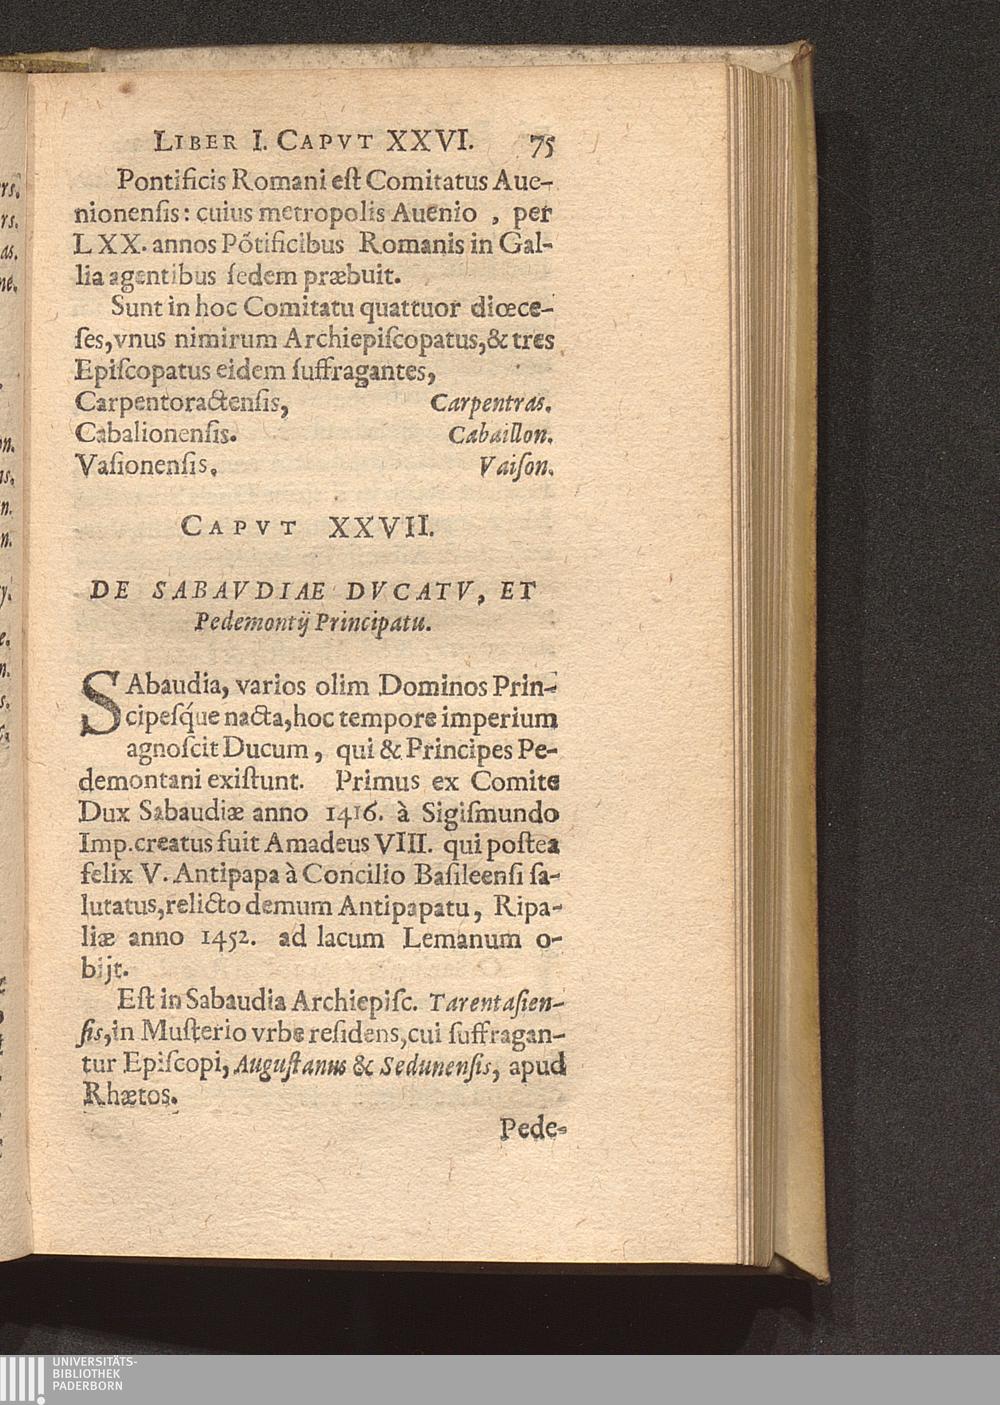 LIBER I. CAPVT XXVI. 75
Pontificis Romani eſt Comitatus Aue-
nionenſis: cuius metropolis Auenio , per
LXX. annos Põtificibus Romanis in Gal-
lia agentibus ſedem præbuit.
Sunt in hoc Comitatu quattuor diœce-
ſes,vnus nimirum Archiepiſcopatus,& tres
Epiſcopatus eidem ſuffragantes,
Carpentoractenſis, Carpentras.
Cabalionenſis. Cabaillon.
Vaſionenſis. Vaiſon.
CAPVT XXVII.
DE SABAVDIAE DVCATV, ET
Pedemontij Principatu.
SAbaudia, varios olim Dominos Prin-
cipeſq́ue nacta,hoc tempore imperium
agnoſcit Ducum , qui & Principes Pe-
demontani exiſtunt. Primus ex Comite
Dux Sabaudiæ anno 1416. à Sigiſmundo
Imp.creatus fuit Amadeus VIII. qui poſtea
felix V. Antipapa à Concilio Baſileenſi ſa-
lutatus,relicto demum Antipapatu, Ripa-
liæ anno 1452. ad lacum Lemanum o-
bijt.
Eſt in Sabaudia Archiepiſc. Tarentaſien-
ſis,in Muſterio vrbe reſidens,cui ſuffragan-
tur Epiſcopi, Auguſtanus & Sedunenſis, apud
Rhætos.
Pede-
UNIVERSITÄTS-
BIBLIOTHEK
PADERBORN